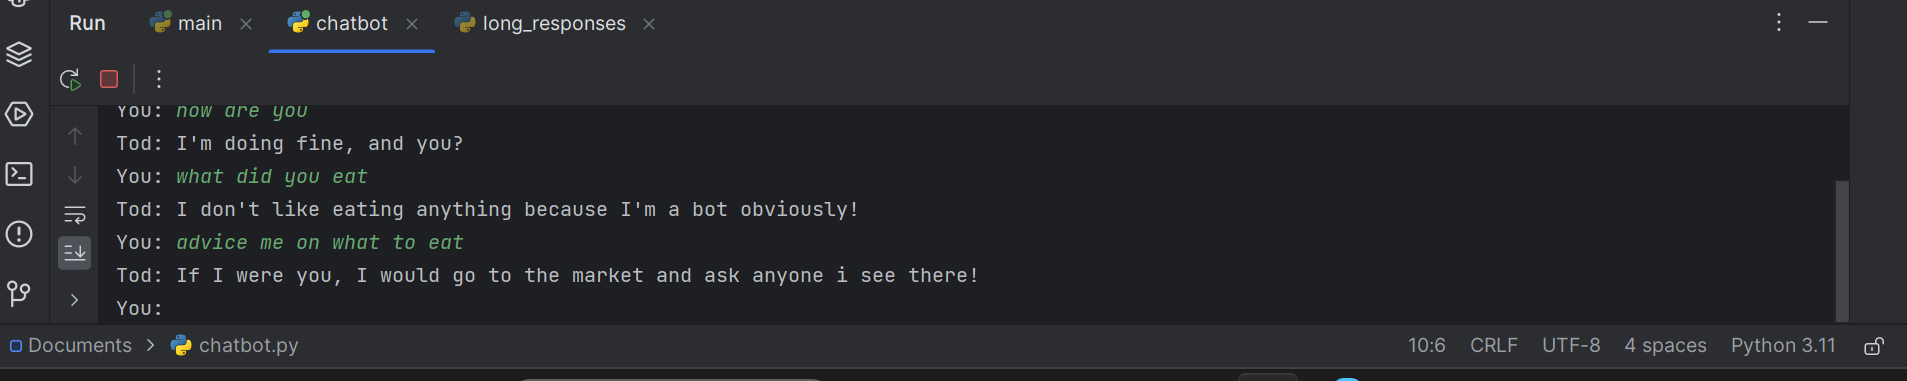 Run main chatbot long_responses
You: how are you
Tod: I'm doing fine, and you?
You: what did you eat
Tod: I don't like eating anything because I'm a bot obviously!
You: advice me on what to eat
Tod: If I were you, I would go to the market and ask anyone i see there!
You:
Documents > chatbot.py 10:6 CRLF UTF-8 4 spaces Python 3.11